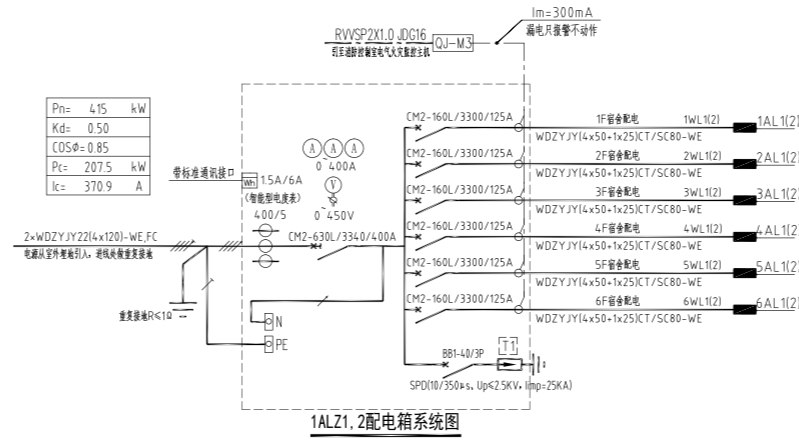 Im=300mA
漏电只报警不动作
RVVSP2X1.0 JDG16
引至消防控制室电气火灾监控主机
QJ-M3
Pn= 415 kW
Kd= 0.50
COSΦ= 0.85
Pc= 207.5 kW
Ic= 370.9 A
带标准通讯接口
Wh
1.5A/6A
(智能型电度表)
400/5
A A A
0~400A
V
0~450V
2×WDZYJY22(4x120)-WE,FC
电源从室外埋地引入, 进线处做重复接地
CM2-630L/3340/400A
重复接地R≤1Ω
N
PE
CM2-160L/3300/125A
1F宿舍配电 1WL1(2)
1AL1(2)
WDZYJY(4x50+1x25)CT/SC80-WE
CM2-160L/3300/125A
2F宿舍配电 2WL1(2)
2AL1(2)
WDZYJY(4x50+1x25)CT/SC80-WE
CM2-160L/3300/125A
3F宿舍配电 3WL1(2)
3AL1(2)
WDZYJY(4x50+1x25)CT/SC80-WE
CM2-160L/3300/125A
4F宿舍配电 4WL1(2)
4AL1(2)
WDZYJY(4x50+1x25)CT/SC80-WE
CM2-160L/3300/125A
5F宿舍配电 5WL1(2)
5AL1(2)
WDZYJY(4x50+1x25)CT/SC80-WE
CM2-160L/3300/125A
6F宿舍配电 6WL1(2)
6AL1(2)
WDZYJY(4x50+1x25)CT/SC80-WE
BB1-40/3P
T1
SPD(10/350μs, Up≤2.5KV, Iimp=25KA)
1ALZ1,2配电箱系统图